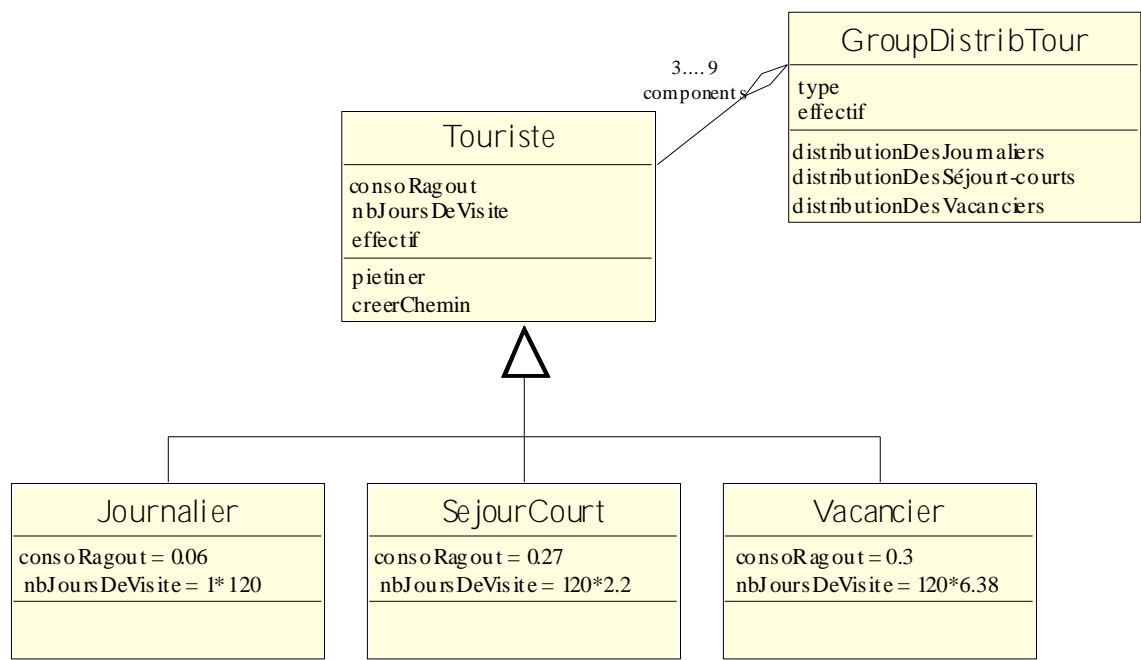 GroupDistribTour
type
effectif
distributionDesJournaliers
distributionDesSéjourt-courts
distributionDesVacanciers
3....9
components
Touriste
consoRagout
nbJoursDeVisite
effectif
pietiner
creerChemin
Journalier
consoRagout = 0.06
nbJoursDeVisite = 1*120
SejourCourt
consoRagout = 0.27
nbJoursDeVisite = 120*2.2
Vacancier
consoRagout = 0.3
nbJoursDeVisite = 120*6.38